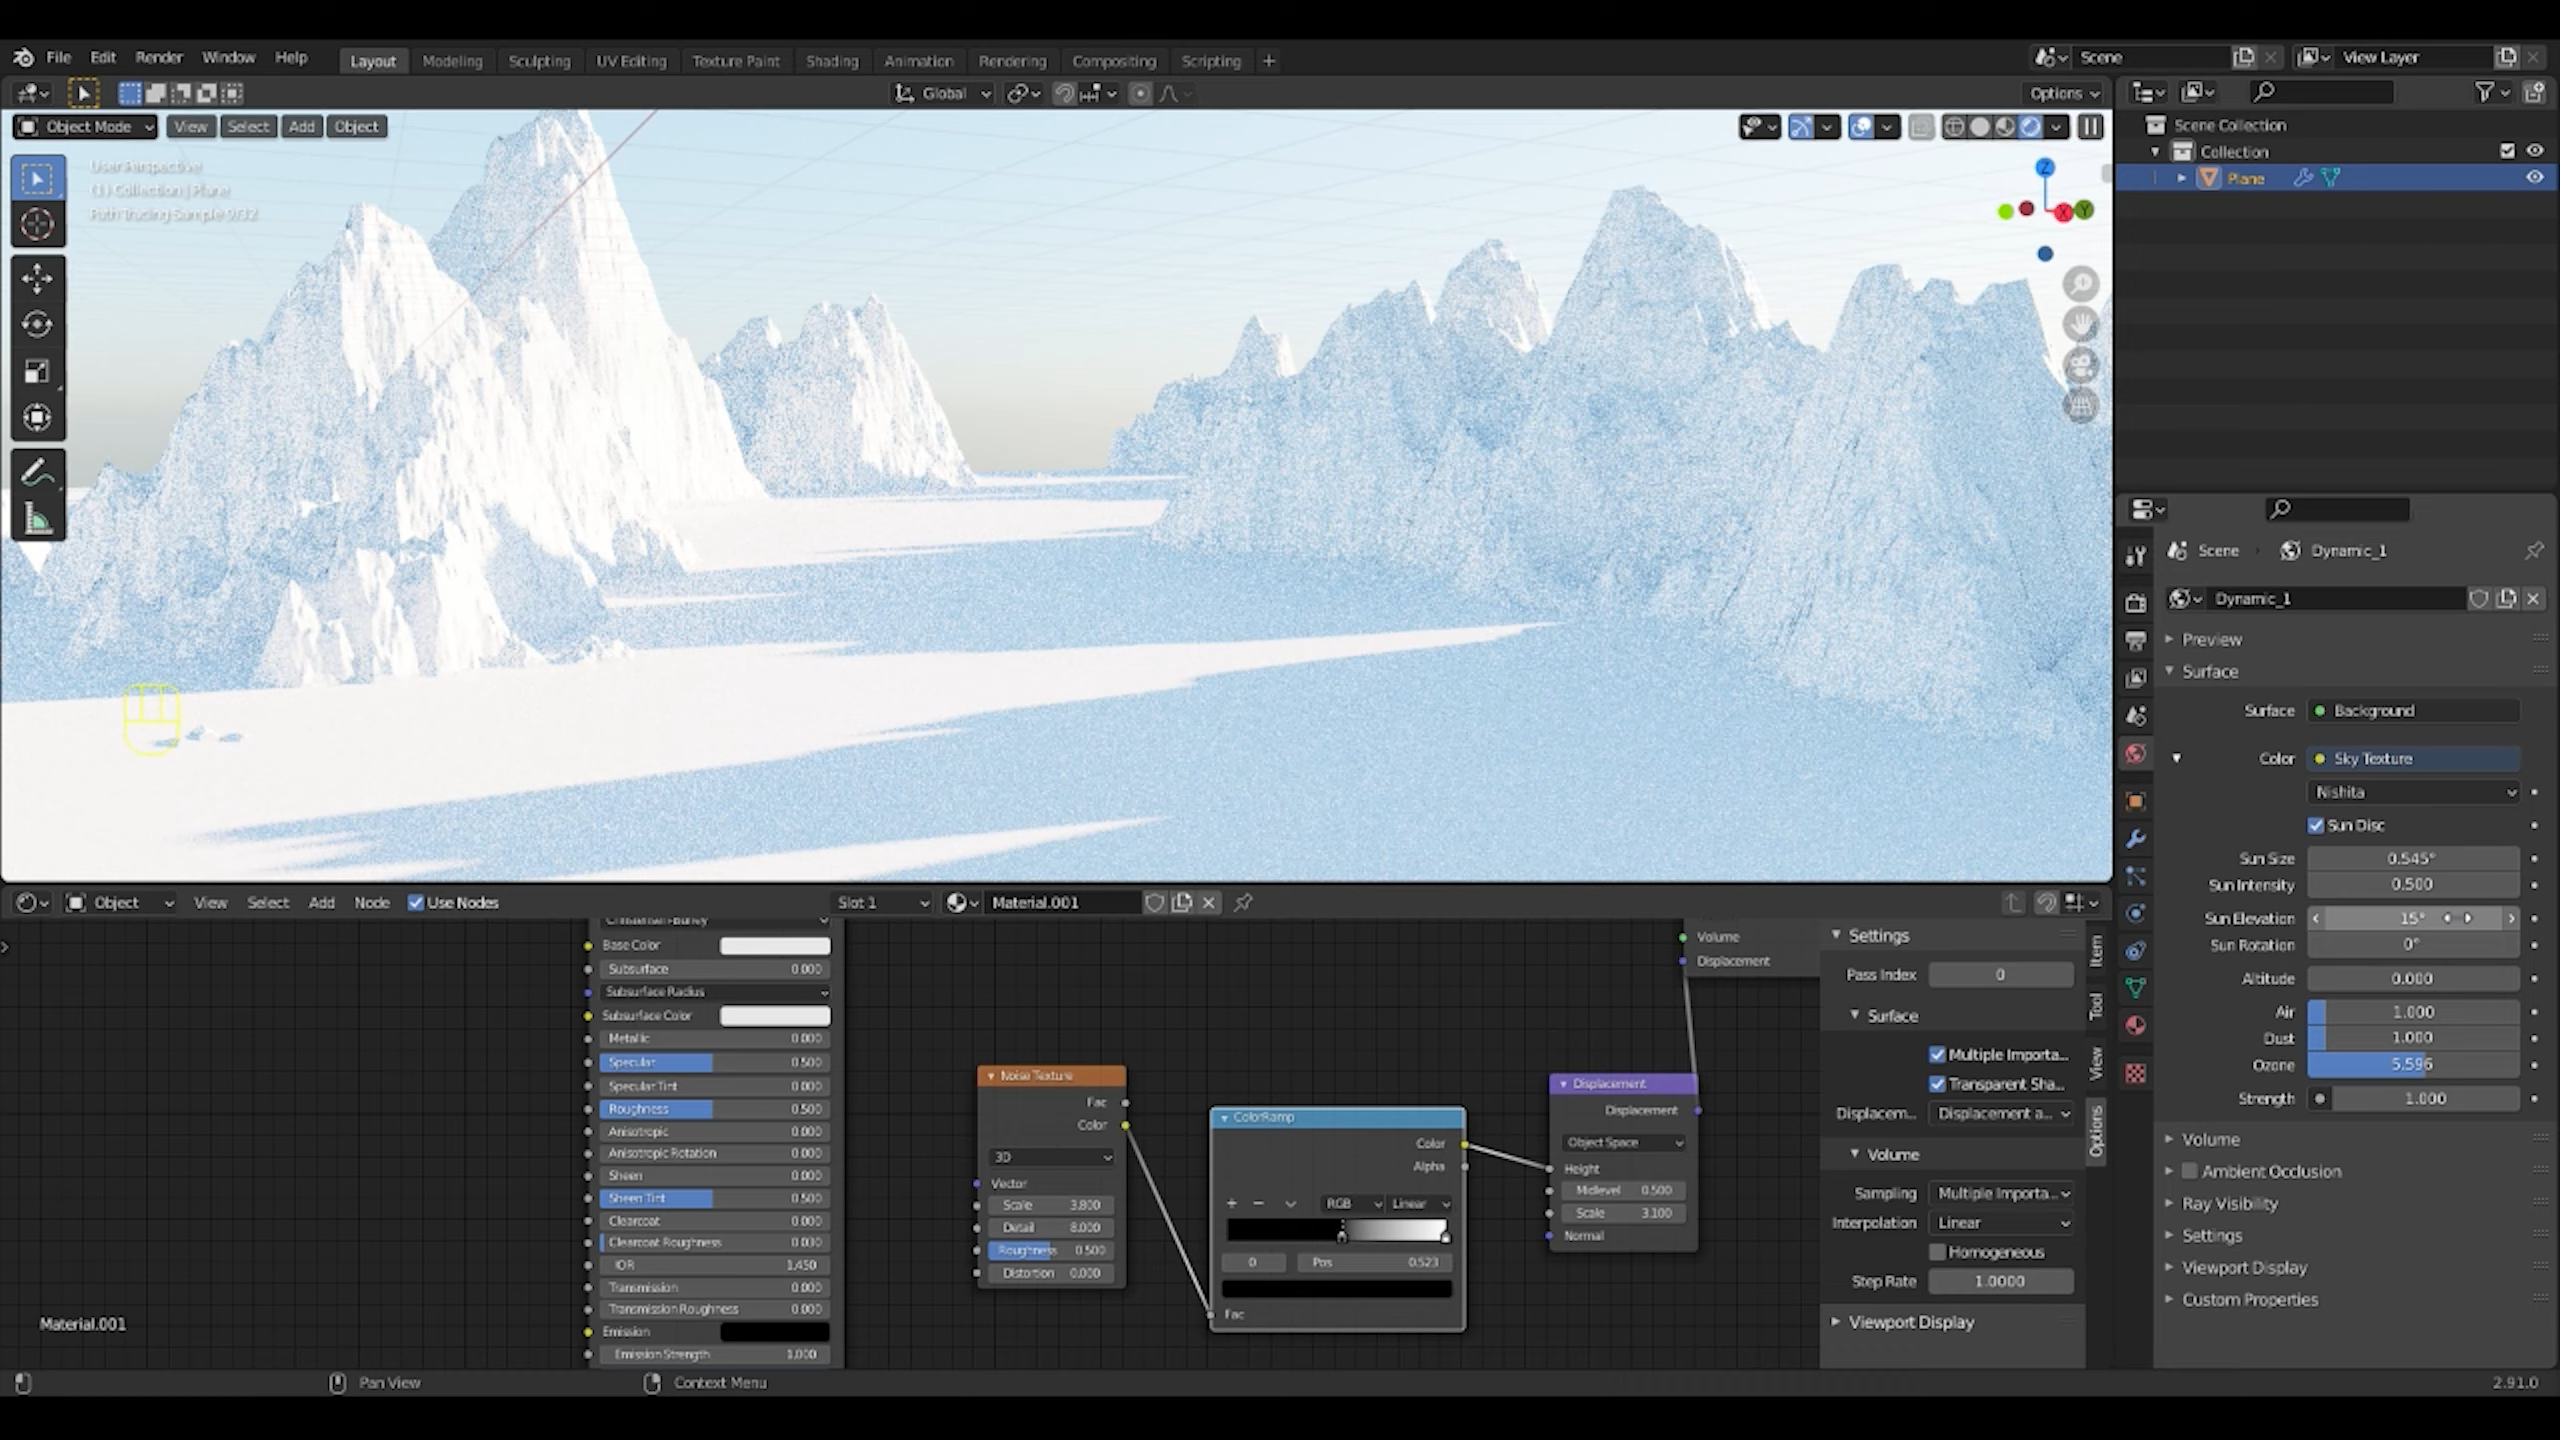 File Edit Render Window Help Layout Modeling Sculpting UV Editing Texture Paint Shading Animation Rendering Compositing Scripting + Scene View Layer
Global Options
Object Mode View Select Add Object
User Perspective
(1) Collection | Plane
Path Tracing Sample 9/32
X Y Z
Scene Collection
Collection
Plane
Scene Dynamic_1
Dynamic_1
Preview
Surface
Surface Background
Color Sky Texture
Nishita
Sun Disc
Sun Size 0.545°
Sun Intensity 0.500
Sun Elevation 15°
Sun Rotation 0°
Altitude 0.000
Air 1.000
Dust 1.000
Ozone 5.596
Strength 1.000
Volume
Ambient Occlusion
Ray Visibility
Settings
Viewport Display
Custom Properties
Object View Select Add Node Use Nodes Slot 1 Material.001
Base Color
Subsurface 0.000
Subsurface Radius
Subsurface Color
Metallic 0.000
Specular 0.500
Specular Tint 0.000
Roughness 0.500
Anisotropic 0.000
Anisotropic Rotation 0.000
Sheen 0.000
Sheen Tint 0.500
Clearcoat 0.000
Clearcoat Roughness 0.030
IOR 1.450
Transmission 0.000
Transmission Roughness 0.000
Emission
Emission Strength 1.000
Noise Texture
Fac
Color
3D
Vector
Scale 3.800
Detail 8.000
Roughness 0.500
Distortion 0.000
ColorRamp
Color
Alpha
+ − RGB Linear
0 Pos 0.523
Fac
Displacement
Displacement
Object Space
Height
Midlevel 0.500
Scale 3.100
Normal
Volume
Displacement
Settings
Pass Index 0
Surface
Multiple Importa...
Transparent Sha...
Displacem... Displacement a...
Volume
Sampling Multiple Importa...
Interpolation Linear
Homogeneous
Step Rate 1.0000
Viewport Display
Item
Tool
View
Options
Material.001
Pan View Context Menu 2.91.0